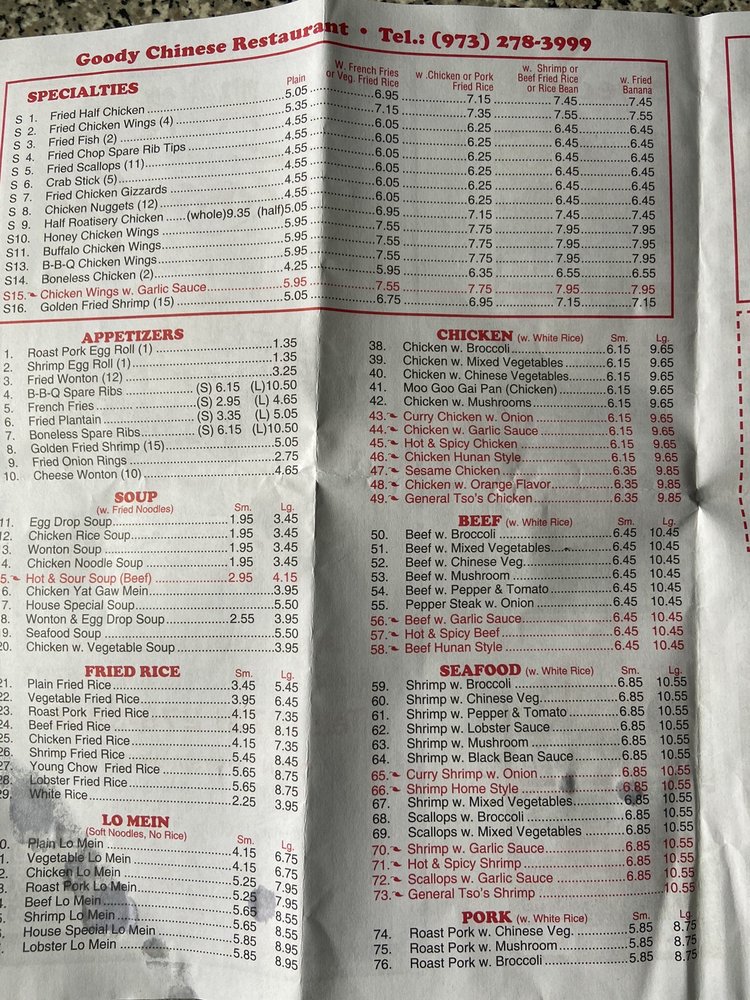 Goody Chinese Restaurant • Tel.: (973) 278-3999
SPECIALTIES
Plain
W. French Fries
or Veg. Fried Rice
w .Chicken or Pork
Fried Rice
w. Shrimp or
Beef Fried Rice
or Rice Bean
w. Fried
Banana
S 1. Fried Half Chicken 5.05 6.95 7.15 7.45 7.45
S 2. Fried Chicken Wings (4) 5.35 7.15 7.35 7.55 7.55
S 3. Fried Fish (2) 4.55 6.05 6.25 6.45 6.45
S 4. Fried Chop Spare Rib Tips 4.55 6.05 6.25 6.45 6.45
S 5. Fried Scallops (11) 4.55 6.05 6.25 6.45 6.45
S 6. Crab Stick (5) 4.55 6.05 6.25 6.45 6.45
S 7. Fried Chicken Gizzards 4.55 6.05 6.25 6.45 6.45
S 8. Chicken Nuggets (12) 4.55 6.05 6.25 6.45 6.45
S 9. Half Roatisery Chicken (whole)9.35 (half)5.05 6.95 7.15 7.45 7.45
S10. Honey Chicken Wings 5.95 7.55 7.75 7.95 7.95
S11. Buffalo Chicken Wings 5.95 7.55 7.75 7.95 7.95
S13. B-B-Q Chicken Wings 5.95 7.55 7.75 7.95 7.95
S14. Boneless Chicken (2) 4.25 5.95 6.35 6.55 6.55
S15. Chicken Wings w. Garlic Sauce 5.95 7.55 7.75 7.95 7.95
S16. Golden Fried Shrimp (15) 5.05 6.75 6.95 7.15 7.15
APPETIZERS
1. Roast Pork Egg Roll (1) 1.35
2. Shrimp Egg Roll (1) 1.35
3. Fried Wonton (12) 3.25
4. B-B-Q Spare Ribs (S) 6.15 (L)10.50
5. French Fries (S) 2.95 (L) 4.65
6. Fried Plantain (S) 3.35 (L) 5.05
7. Boneless Spare Ribs (S) 6.15 (L)10.50
8. Golden Fried Shrimp (15) 5.05
9. Fried Onion Rings 2.75
10. Cheese Wonton (10) 4.65
SOUP
(w. Fried Noodles) Sm. Lg.
11. Egg Drop Soup 1.95 3.45
12. Chicken Rice Soup 1.95 3.45
3. Wonton Soup 1.95 3.45
4. Chicken Noodle Soup 1.95 3.45
5. Hot & Sour Soup (Beef) 2.95 4.15
6. Chicken Yat Gaw Mein 3.95
7. House Special Soup 5.50
8. Wonton & Egg Drop Soup 2.55 3.95
9. Seafood Soup 5.50
20. Chicken w. Vegetable Soup 3.95
FRIED RICE Sm. Lg.
21. Plain Fried Rice 3.45 5.45
22. Vegetable Fried Rice 3.95 6.45
23. Roast Pork Fried Rice 4.15 7.35
24. Beef Fried Rice 4.95 8.15
25. Chicken Fried Rice 4.15 7.35
26. Shrimp Fried Rice 5.45 8.45
27. Young Chow Fried Rice 5.65 8.75
28. Lobster Fried Rice 5.65 8.75
29. White Rice 2.25 3.95
LO MEIN
(Soft Noodles, No Rice) Sm. Lg.
0. Plain Lo Mein 4.15 6.75
1. Vegetable Lo Mein 4.15 6.75
2. Chicken Lo Mein 5.25 7.95
3. Roast Pork Lo Mein 5.25 7.95
4. Beef Lo Mein 5.65 8.55
5. Shrimp Lo Mein 5.65 8.55
6. House Special Lo Mein 5.85 8.95
Lobster Lo Mein 5.85 8.95
CHICKEN (w. White Rice) Sm. Lg.
38. Chicken w. Broccoli 6.15 9.65
39. Chicken w. Mixed Vegetables 6.15 9.65
40. Chicken w. Chinese Vegetables 6.15 9.65
41. Moo Goo Gai Pan (Chicken) 6.15 9.65
42. Chicken w. Mushrooms 6.15 9.65
43. Curry Chicken w. Onion 6.15 9.65
44. Chicken w. Garlic Sauce 6.15 9.65
45. Hot & Spicy Chicken 6.15 9.65
46. Chicken Hunan Style 6.15 9.65
47. Sesame Chicken 6.35 9.85
48. Chicken w. Orange Flavor 6.35 9.85
49. General Tso's Chicken 6.35 9.85
BEEF (w. White Rice) Sm. Lg.
50. Beef w. Broccoli 6.45 10.45
51. Beef w. Mixed Vegetables 6.45 10.45
52. Beef w. Chinese Veg. 6.45 10.45
53. Beef w. Mushroom 6.45 10.45
54. Beef w. Pepper & Tomato 6.45 10.45
55. Pepper Steak w. Onion 6.45 10.45
56. Beef w. Garlic Sauce 6.45 10.45
57. Hot & Spicy Beef 6.45 10.45
58. Beef Hunan Style 6.45 10.45
SEAFOOD (w. White Rice) Sm. Lg.
59. Shrimp w. Broccoli 6.85 10.55
60. Shrimp w. Chinese Veg. 6.85 10.55
61. Shrimp w. Pepper & Tomato 6.85 10.55
62. Shrimp w. Lobster Sauce 6.85 10.55
63. Shrimp w. Mushroom 6.85 10.55
64. Shrimp w. Black Bean Sauce 6.85 10.55
65. Curry Shrimp w. Onion 6.85 10.55
66. Shrimp Home Style 6.85 10.55
67. Shrimp w. Mixed Vegetables 6.85 10.55
68. Scallops w. Broccoli 6.85 10.55
69. Scallops w. Mixed Vegetables 6.85 10.55
70. Shrimp w. Garlic Sauce 6.85 10.55
71. Hot & Spicy Shrimp 6.85 10.55
72. Scallops w. Garlic Sauce 6.85 10.55
73. General Tso's Shrimp 10.55
PORK (w. White Rice) Sm. Lg.
74. Roast Pork w. Chinese Veg. 5.85 8.75
75. Roast Pork w. Mushroom 5.85 8.75
76. Roast Pork w. Broccoli 5.85 8.75